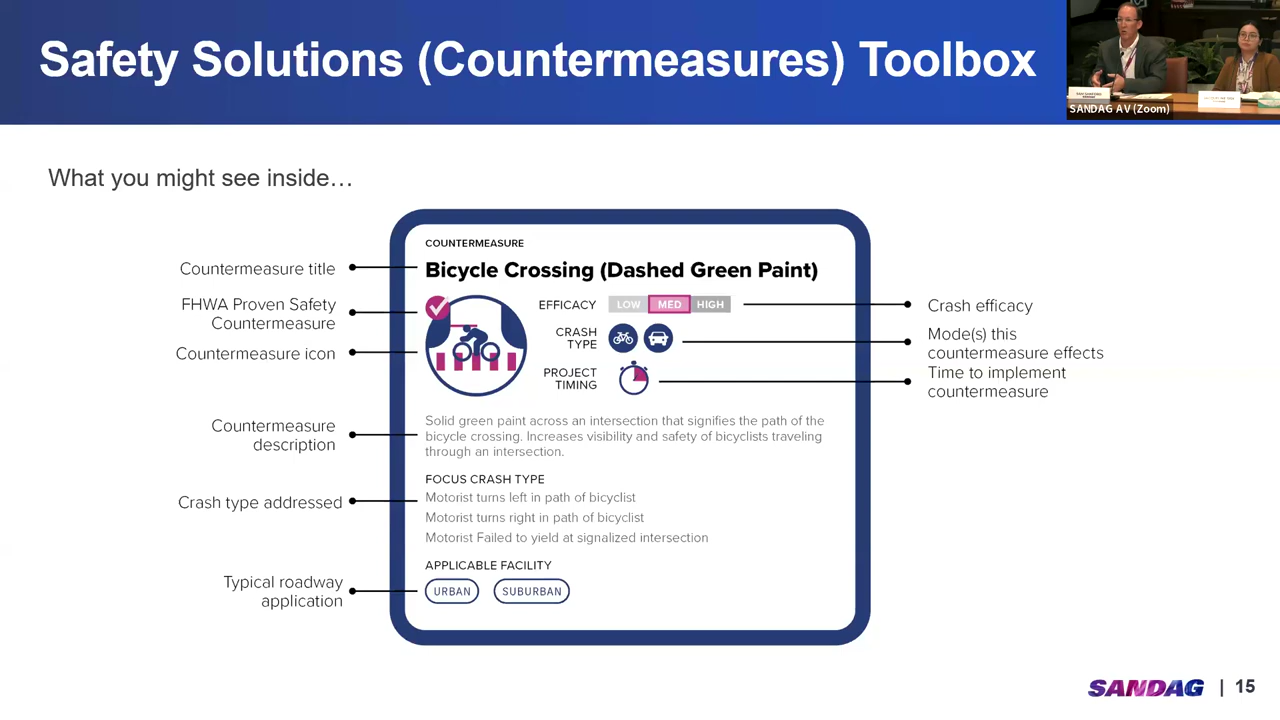 Safety Solutions (Countermeasures) Toolbox
SANDAG AV (Zoom)
What you might see inside…
Countermeasure title
FHWA Proven Safety
Countermeasure
Countermeasure icon
Countermeasure
description
Crash type addressed
Typical roadway
application
COUNTERMEASURE
Bicycle Crossing (Dashed Green Paint)
EFFICACY LOW MED HIGH
CRASH
TYPE
PROJECT
TIMING
Solid green paint across an intersection that signifies the path of the
bicycle crossing. Increases visibility and safety of bicyclists traveling
through an intersection.
FOCUS CRASH TYPE
Motorist turns left in path of bicyclist
Motorist turns right in path of bicyclist
Motorist Failed to yield at signalized intersection
APPLICABLE FACILITY
URBAN SUBURBAN
Crash efficacy
Mode(s) this
countermeasure effects
Time to implement
countermeasure
SANDAG | 15